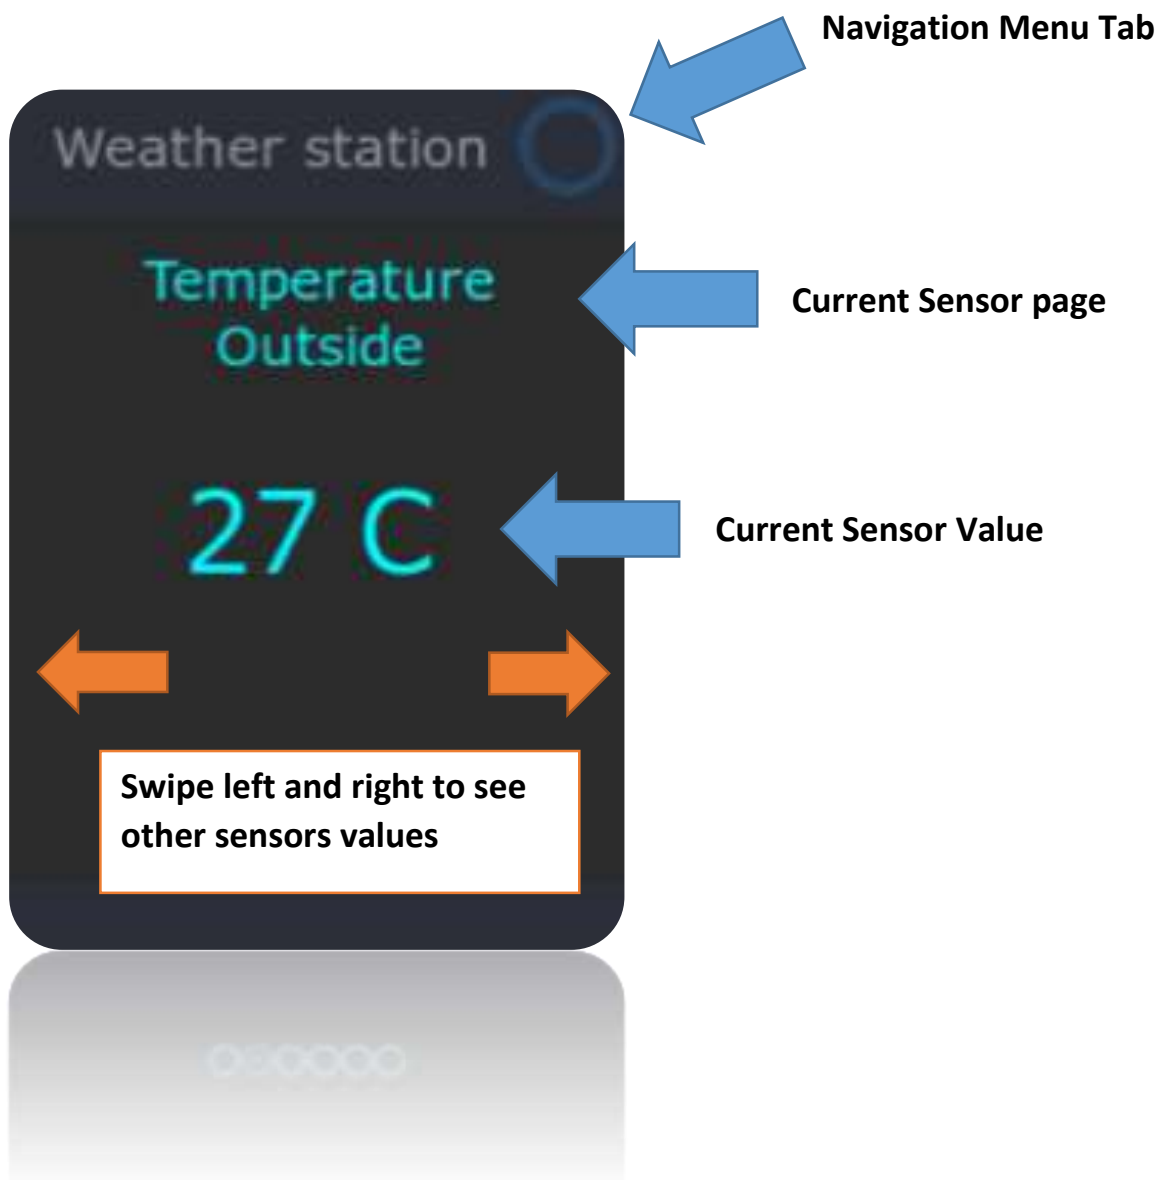 Navigation Menu Tab
Weather station
Temperature
Outside
Current Sensor page
27 C
Current Sensor Value
Swipe left and right to see
other sensors values